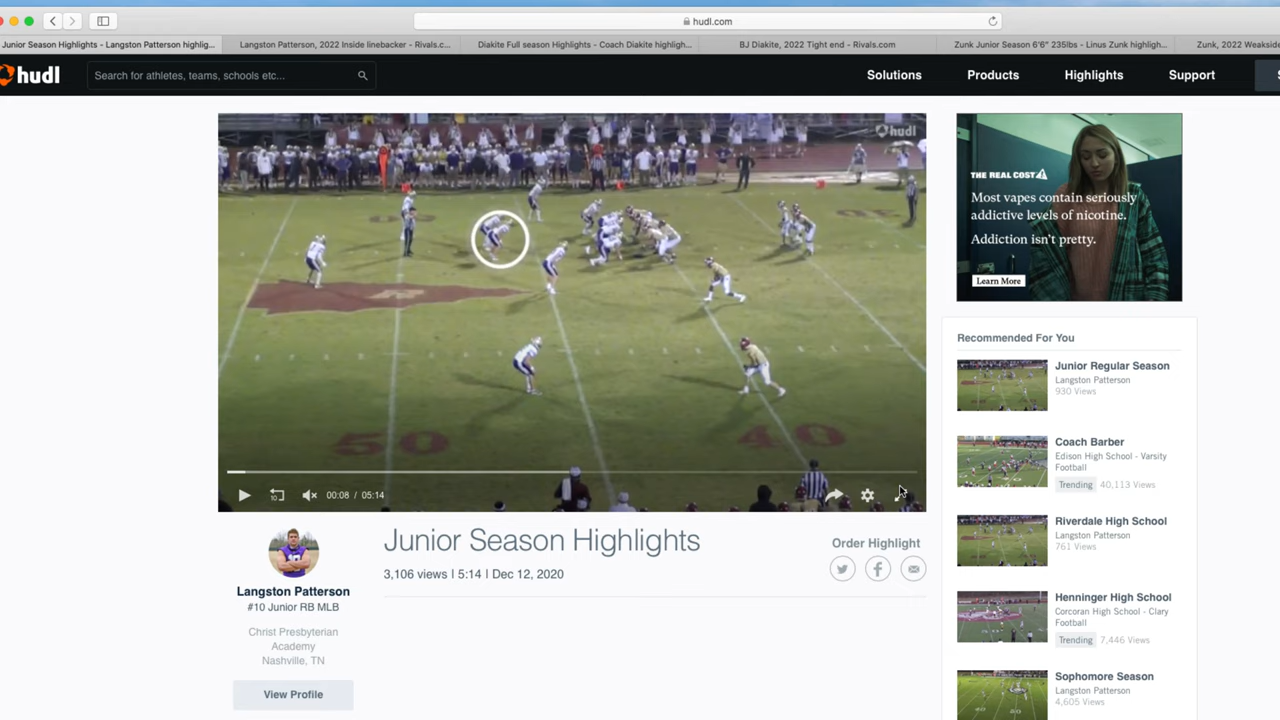 hudl.com
Junior Season Highlights - Langston Patterson highlig...
Langston Patterson, 2022 Inside linebacker - Rivals.c...
Diakite Full season Highlights - Coach Diakite highligh...
BJ Diakite, 2022 Tight end - Rivals.com
Zunk Junior Season 6'6" 235lbs - Linus Zunk highligh...
Zunk, 2022 Weakside
hudl
Search for athletes, teams, schools etc...
Solutions
Products
Highlights
Support
hudl
50
40
10
00:08 / 05:14
THE REAL COST
Most vapes contain seriously
addictive levels of nicotine.
Addiction isn't pretty.
Learn More
Junior Season Highlights
3,106 views | 5:14 | Dec 12, 2020
Order Highlight
Langston Patterson
#10 Junior RB MLB
Christ Presbyterian
Academy
Nashville, TN
View Profile
Recommended For You
Junior Regular Season
Langston Patterson
930 Views
Coach Barber
Edison High School - Varsity
Football
Trending 40,113 Views
Riverdale High School
Langston Patterson
761 Views
Henninger High School
Corcoran High School - Clary
Football
Trending 7,446 Views
Sophomore Season
Langston Patterson
4,605 Views